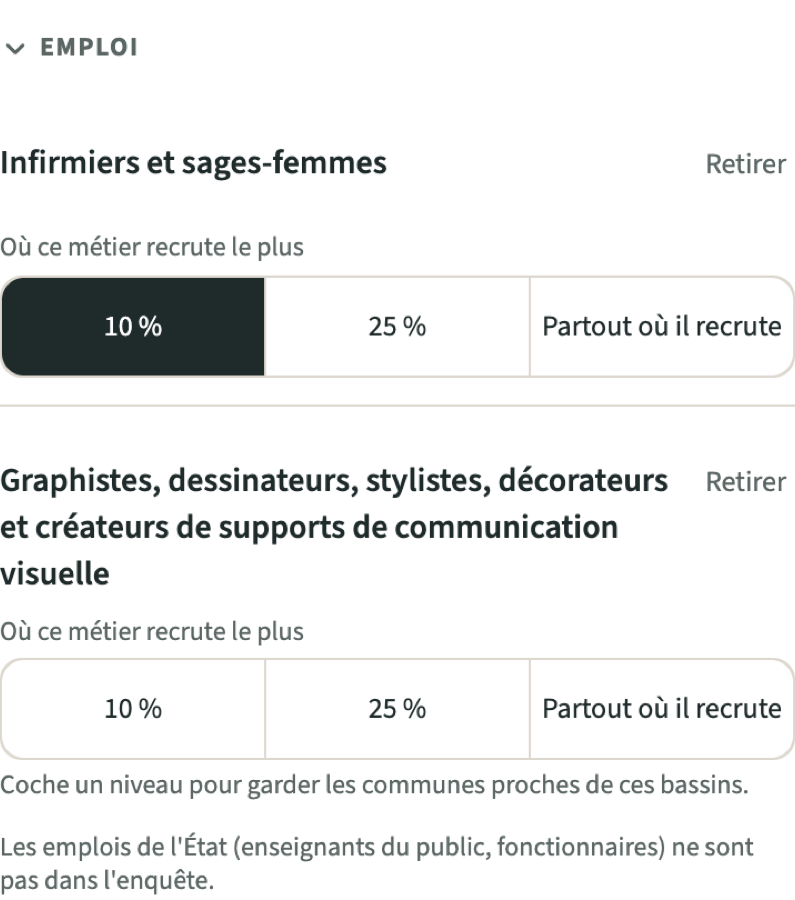 EMPLOI
Infirmiers et sages-femmes
Retirer
Où ce métier recrute le plus
10 %
25 %
Partout où il recrute
Graphistes, dessinateurs, stylistes, décorateurs
et créateurs de supports de communication
visuelle
Retirer
Où ce métier recrute le plus
10 %
25 %
Partout où il recrute
Coche un niveau pour garder les communes proches de ces bassins.
Les emplois de l'État (enseignants du public, fonctionnaires) ne sont
pas dans l'enquête.